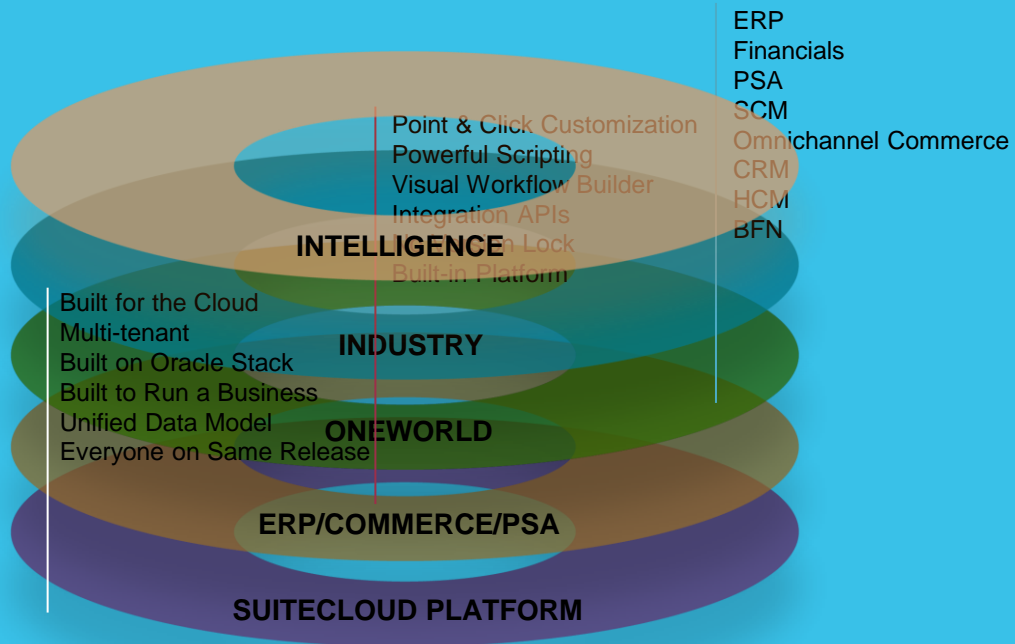 ERP
Financials
PSA
SCM
Omnichannel Commerce
CRM
HCM
BFN
Point & Click Customization
Powerful Scripting
Visual Workflow Builder
Integration APIs
Lock
Built-in Platform
INTELLIGENCE
Built for the Cloud
Multi-tenant
Built on Oracle Stack
Built to Run a Business
Unified Data Model
Everyone on Same Release
INDUSTRY
ONEWORLD
ERP/COMMERCE/PSA
SUITECLOUD PLATFORM